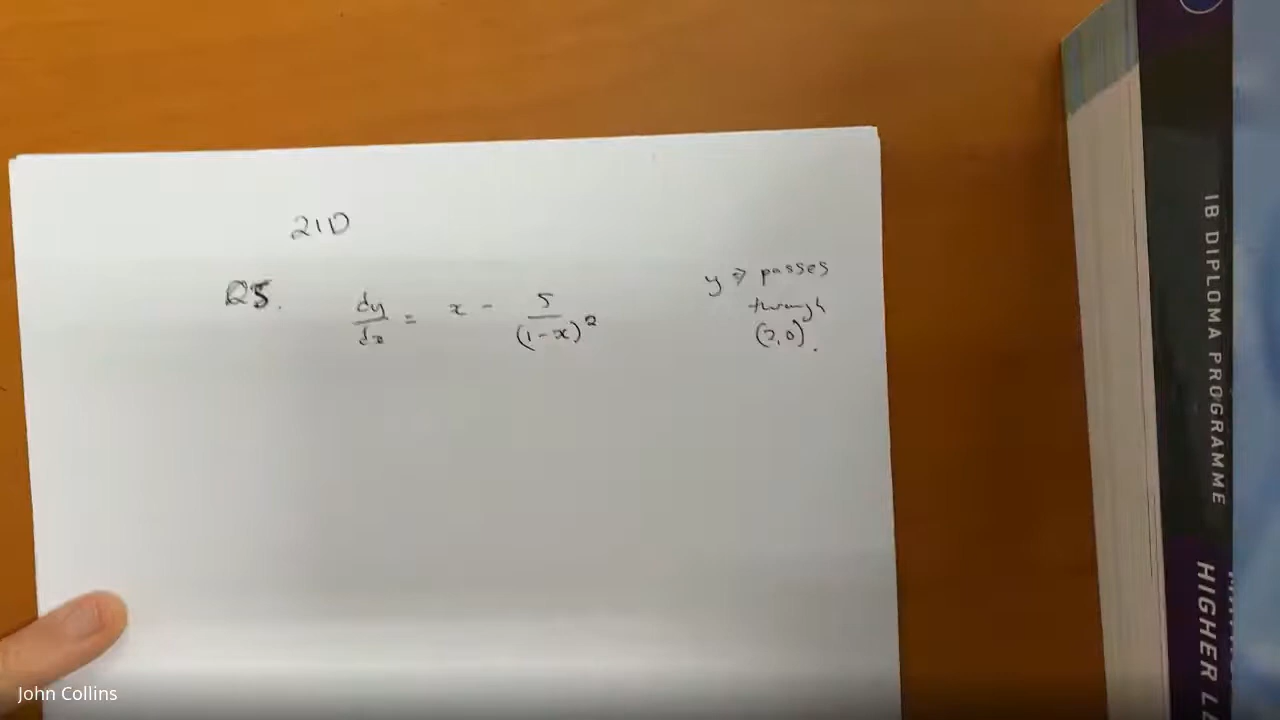 21D
Q5. dy/dx = x - 5/(1-x)²
y ⇒ passes
through
(2,0).
IB DIPLOMA PROGRAMME
HIGHER
John Collins